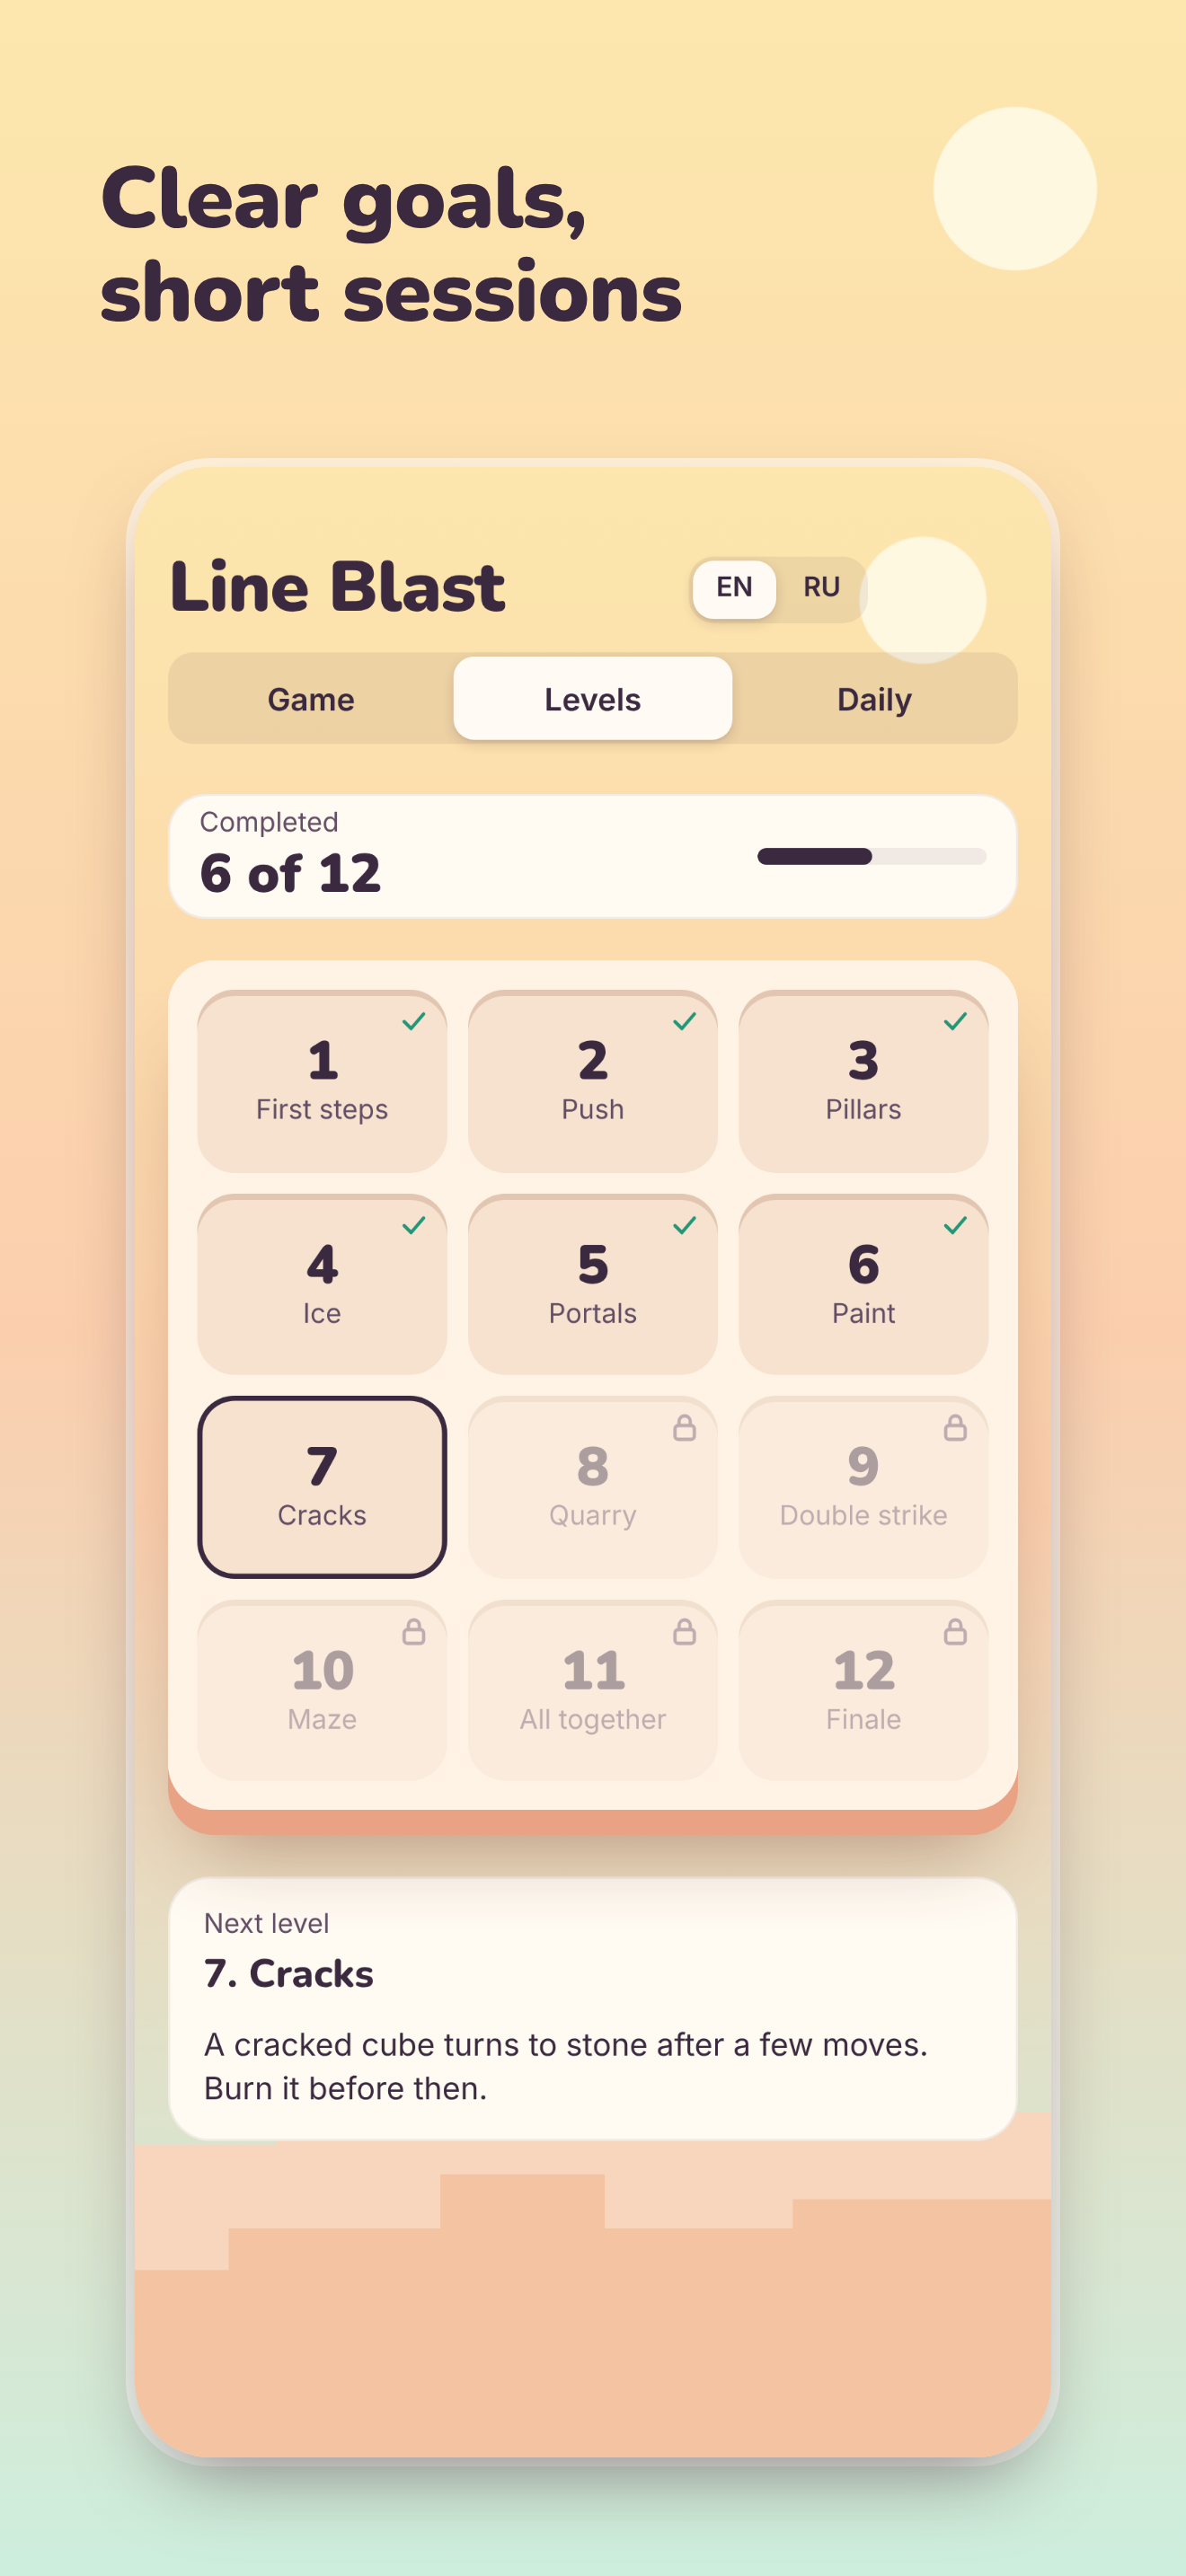 Clear goals,
short sessions
Line Blast
EN RU
Game Levels Daily
Completed
6 of 12
1 2 3
First steps Push Pillars
4 5 6
Ice Portals Paint
7 8 9
Cracks Quarry Double strike
10 11 12
Maze All together Finale
Next level
7. Cracks
A cracked cube turns to stone after a few moves.
Burn it before then.